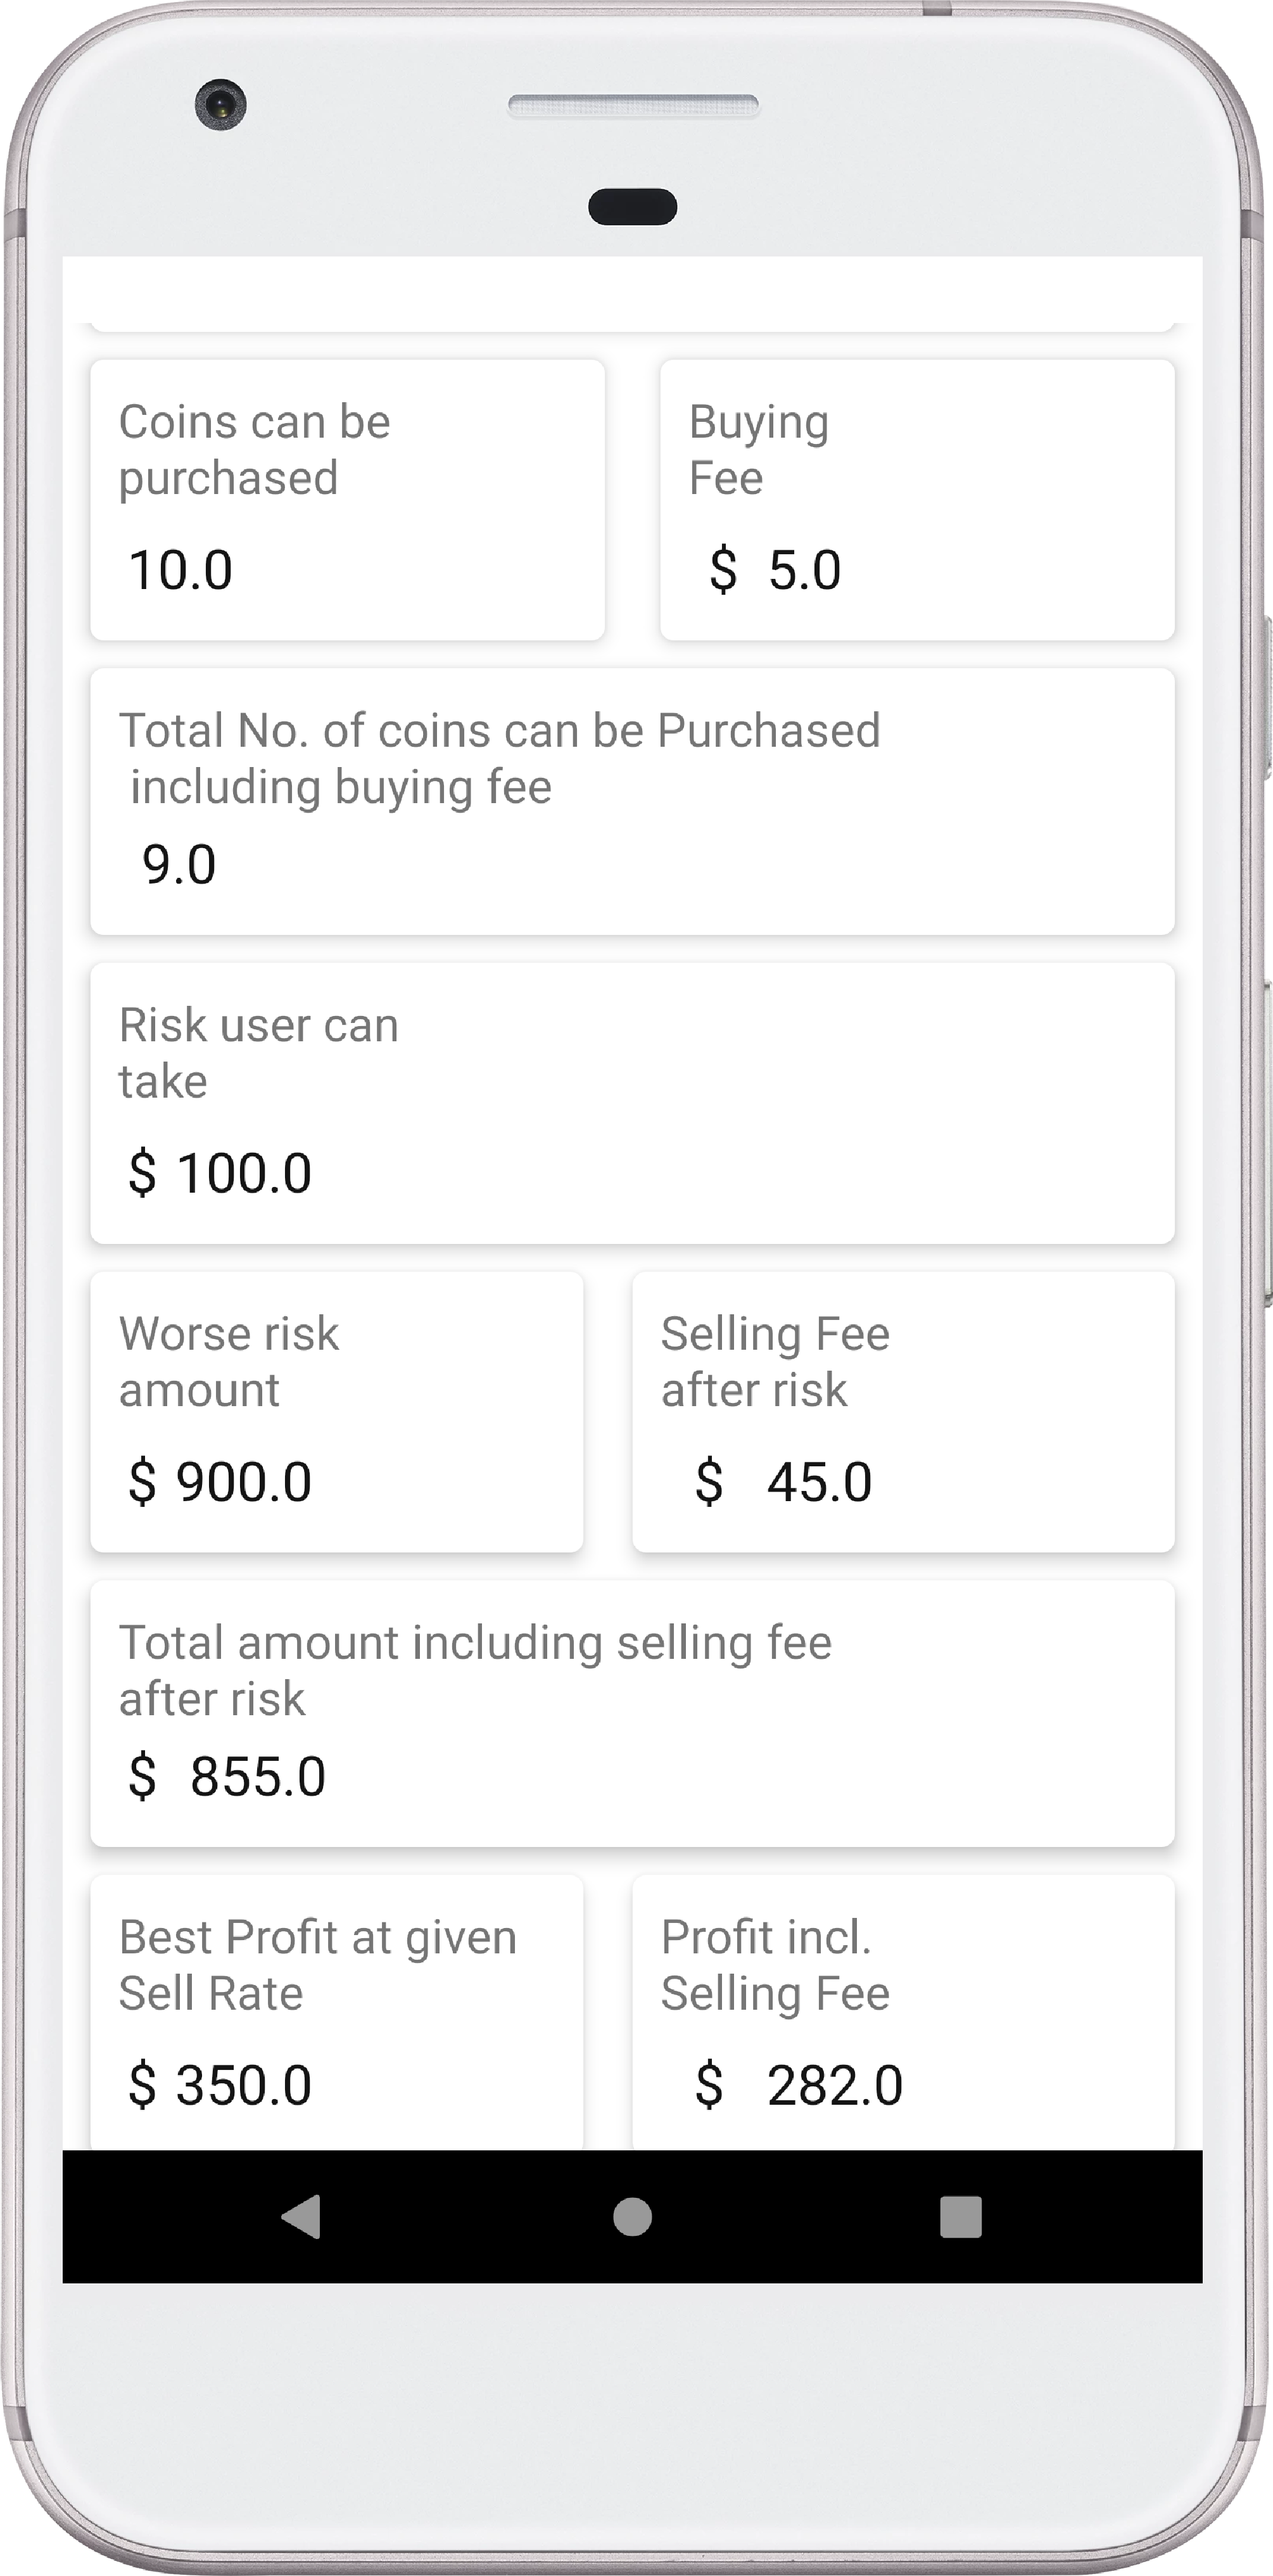 Coins can be
purchased
10.0
Buying
Fee
$ 5.0
Total No. of coins can be Purchased
including buying fee
9.0
Risk user can
take
$ 100.0
Worse risk
amount
$ 900.0
Selling Fee
after risk
$ 45.0
Total amount including selling fee
after risk
$ 855.0
Best Profit at given
Sell Rate
$ 350.0
Profit incl.
Selling Fee
$ 282.0